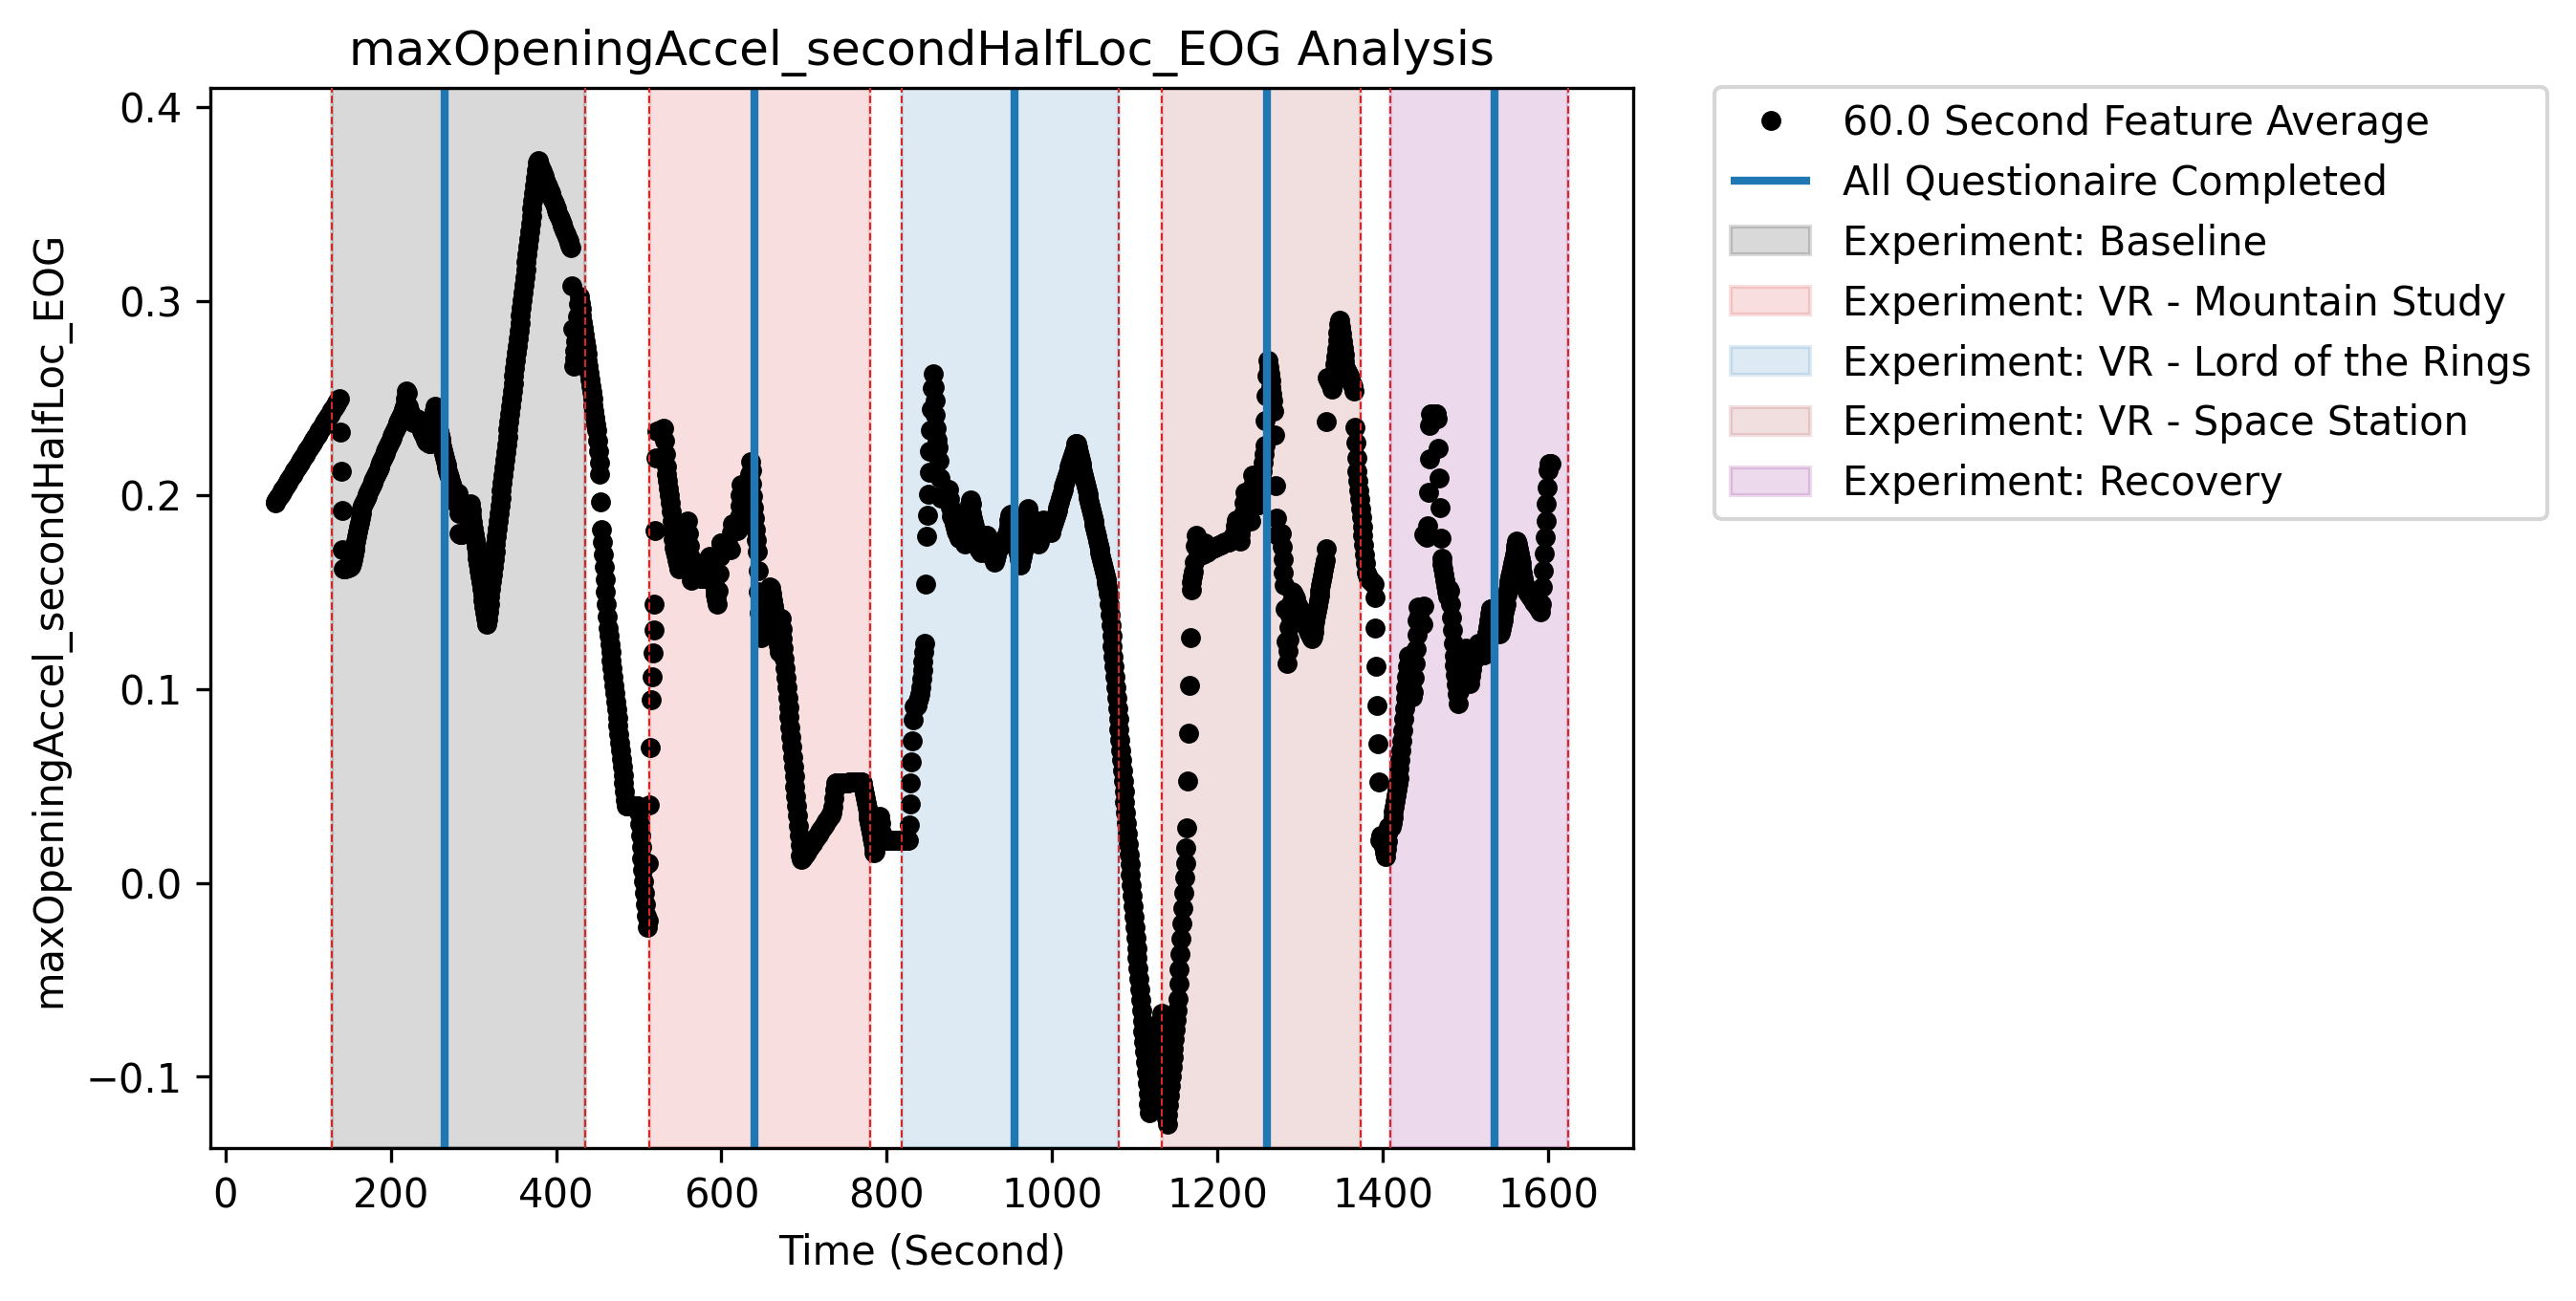 maxOpeningAccel_secondHalfLoc_EOG Analysis
maxOpeningAccel_secondHalfLoc_EOG
0.4
0.3
0.2
0.1
0.0
−0.1
0 200 400 600 800 1000 1200 1400 1600
Time (Second)
60.0 Second Feature Average
All Questionaire Completed
Experiment: Baseline
Experiment: VR - Mountain Study
Experiment: VR - Lord of the Rings
Experiment: VR - Space Station
Experiment: Recovery